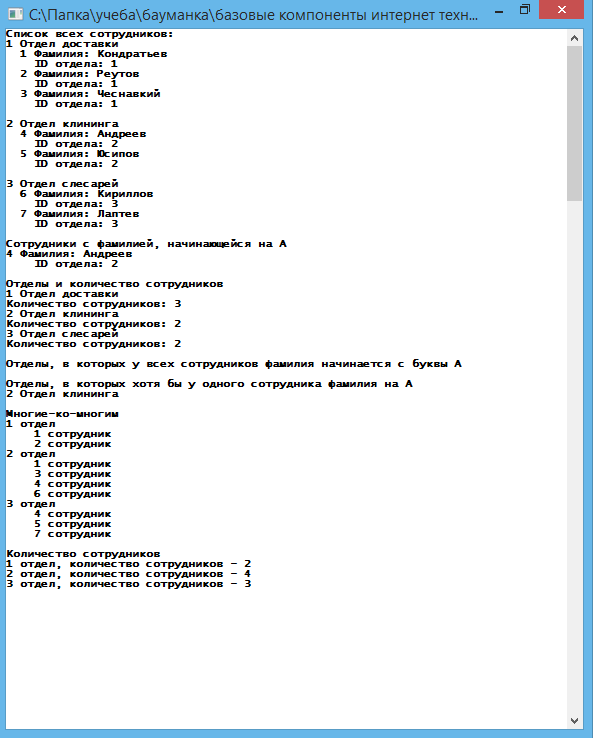 C:\Папка\учеба\бауманка\базовые компоненты интернет техн...
Список всех сотрудников:
1 Отдел доставки
1 Фамилия: Кондратьев
ID отдела: 1
2 Фамилия: Реутов
ID отдела: 1
3 Фамилия: Чеснавкий
ID отдела: 1
2 Отдел клининга
4 Фамилия: Андреев
ID отдела: 2
5 Фамилия: Юсипов
ID отдела: 2
3 Отдел слесарей
6 Фамилия: Кириллов
ID отдела: 3
7 Фамилия: Лаптев
ID отдела: 3
Сотрудники с фамилией, начинающейся на А
4 Фамилия: Андреев
ID отдела: 2
Отделы и количество сотрудников
1 Отдел доставки
Количество сотрудников: 3
2 Отдел клининга
Количество сотрудников: 2
3 Отдел слесарей
Количество сотрудников: 2
Отделы, в которых у всех сотрудников фамилия начинается с буквы А
Отделы, в которых хотя бы у одного сотрудника фамилия на А
2 Отдел клининга
Многие-ко-многим
1 отдел
1 сотрудник
2 сотрудник
2 отдел
1 сотрудник
3 сотрудник
4 сотрудник
6 сотрудник
3 отдел
4 сотрудник
5 сотрудник
7 сотрудник
Количество сотрудников
1 отдел, количество сотрудников - 2
2 отдел, количество сотрудников - 4
3 отдел, количество сотрудников - 3